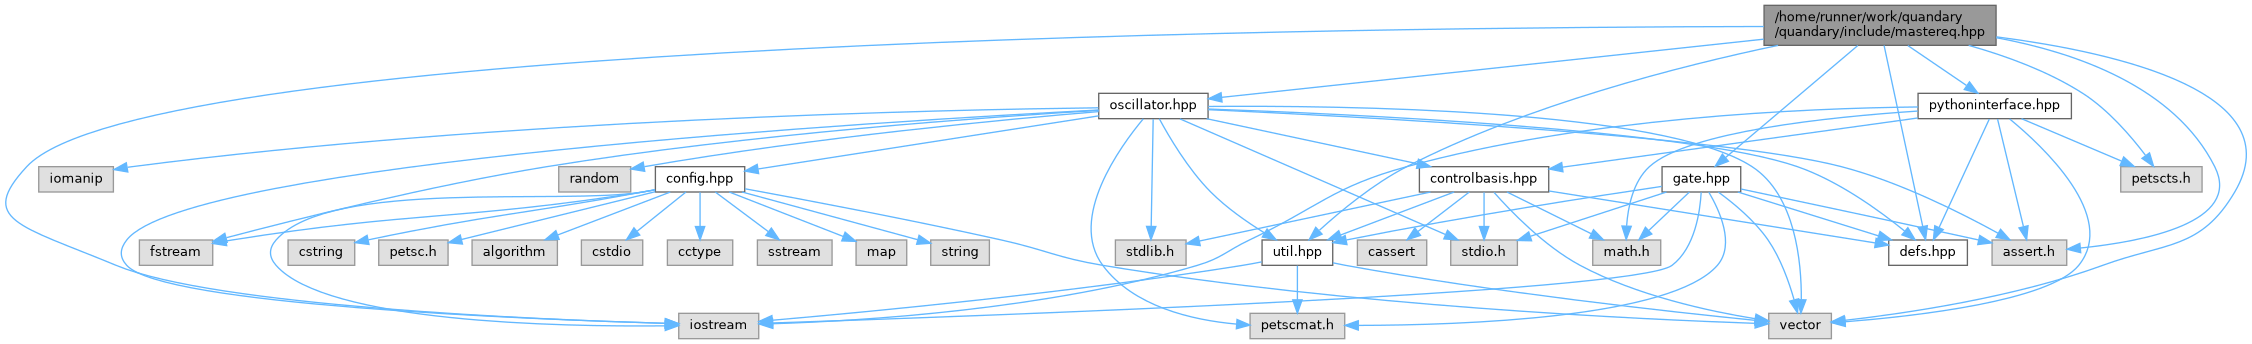 /home/runner/work/quandary
/quandary/include/mastereq.hpp
oscillator.hpp
pythoninterface.hpp
iomanip
random
config.hpp
controlbasis.hpp
gate.hpp
petscts.h
fstream
cstring
petsc.h
algorithm
cstdio
cctype
sstream
map
string
stdlib.h
util.hpp
cassert
stdio.h
math.h
defs.hpp
assert.h
iostream
petscmat.h
vector